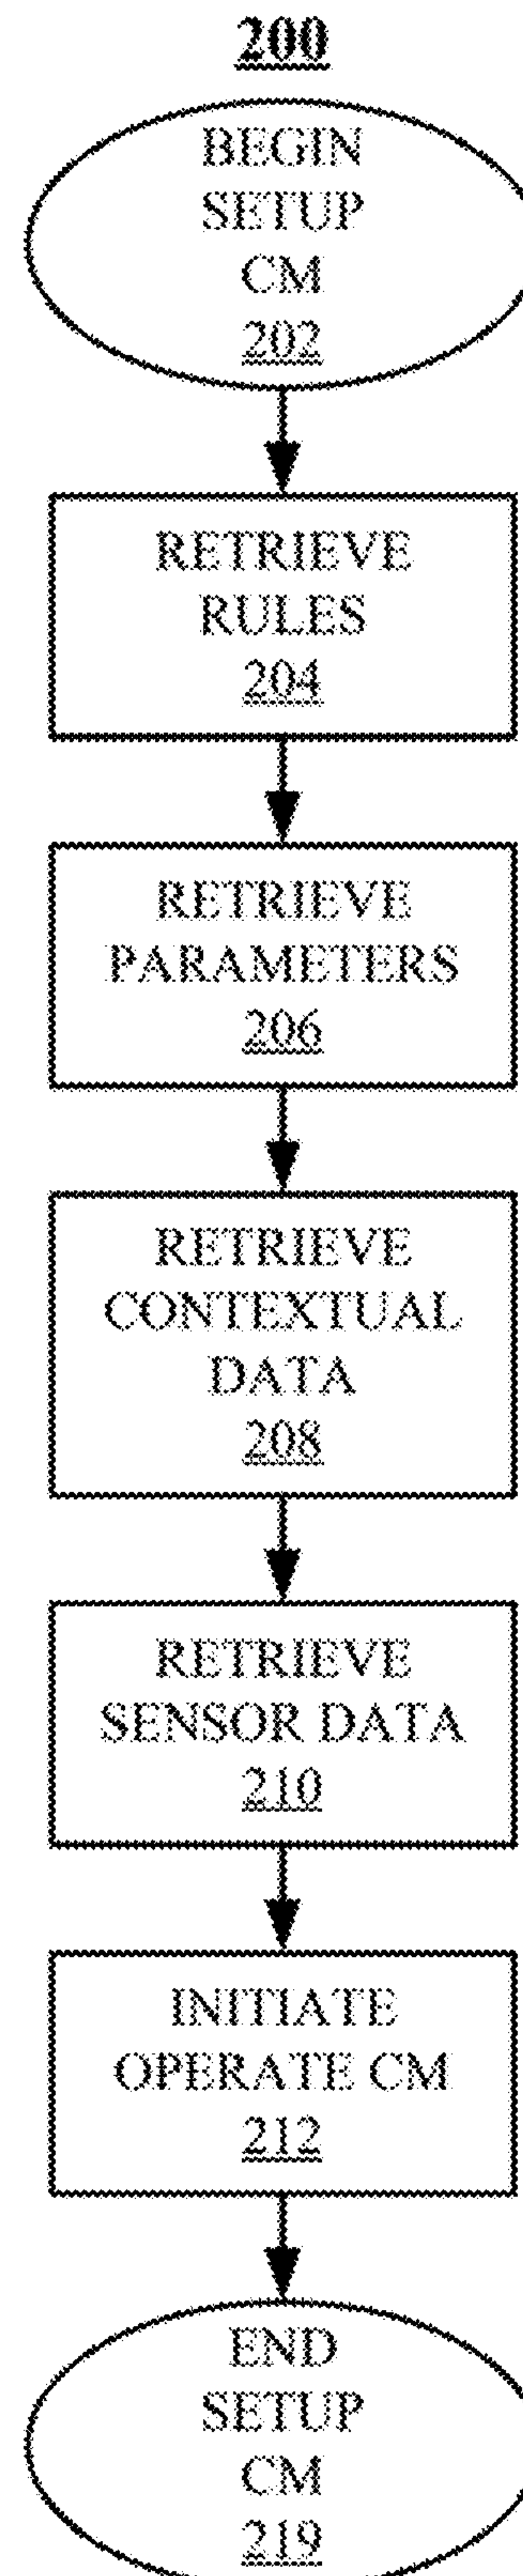 200
BEGIN
SETUP
CM
202
RETRIEVE
RULES
204
RETRIEVE
PARAMETERS
206
RETRIEVE
CONTEXTUAL
DATA
208
RETRIEVE
SENSOR DATA
210
INITIATE
OPERATE CM
212
END
SETUP
CM
219